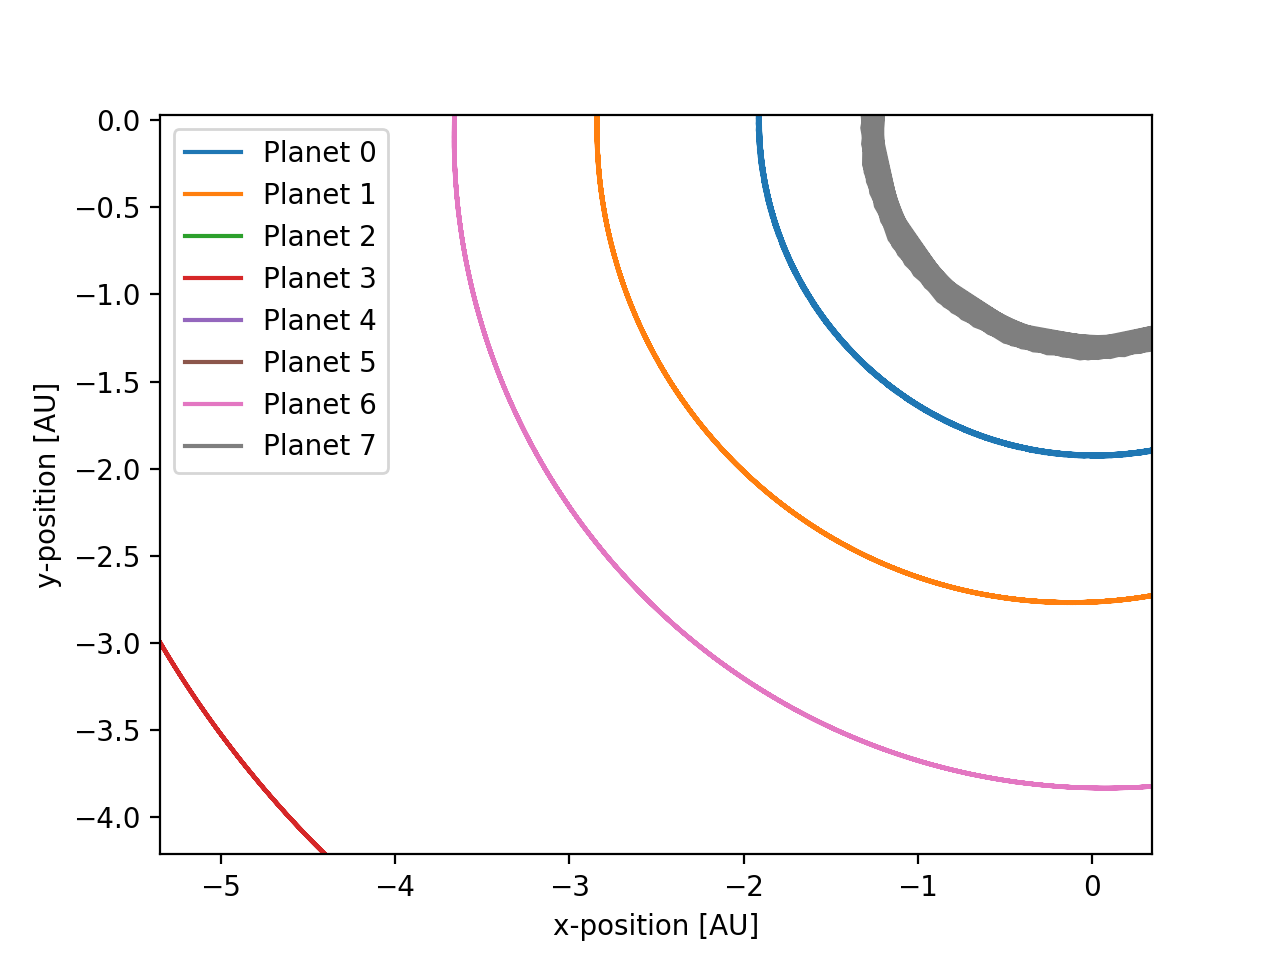 0.0
−0.5
−1.0
−1.5
−2.0
−2.5
−3.0
−3.5
−4.0
y-position [AU]
Planet 0
Planet 1
Planet 2
Planet 3
Planet 4
Planet 5
Planet 6
Planet 7
−5 −4 −3 −2 −1 0
x-position [AU]